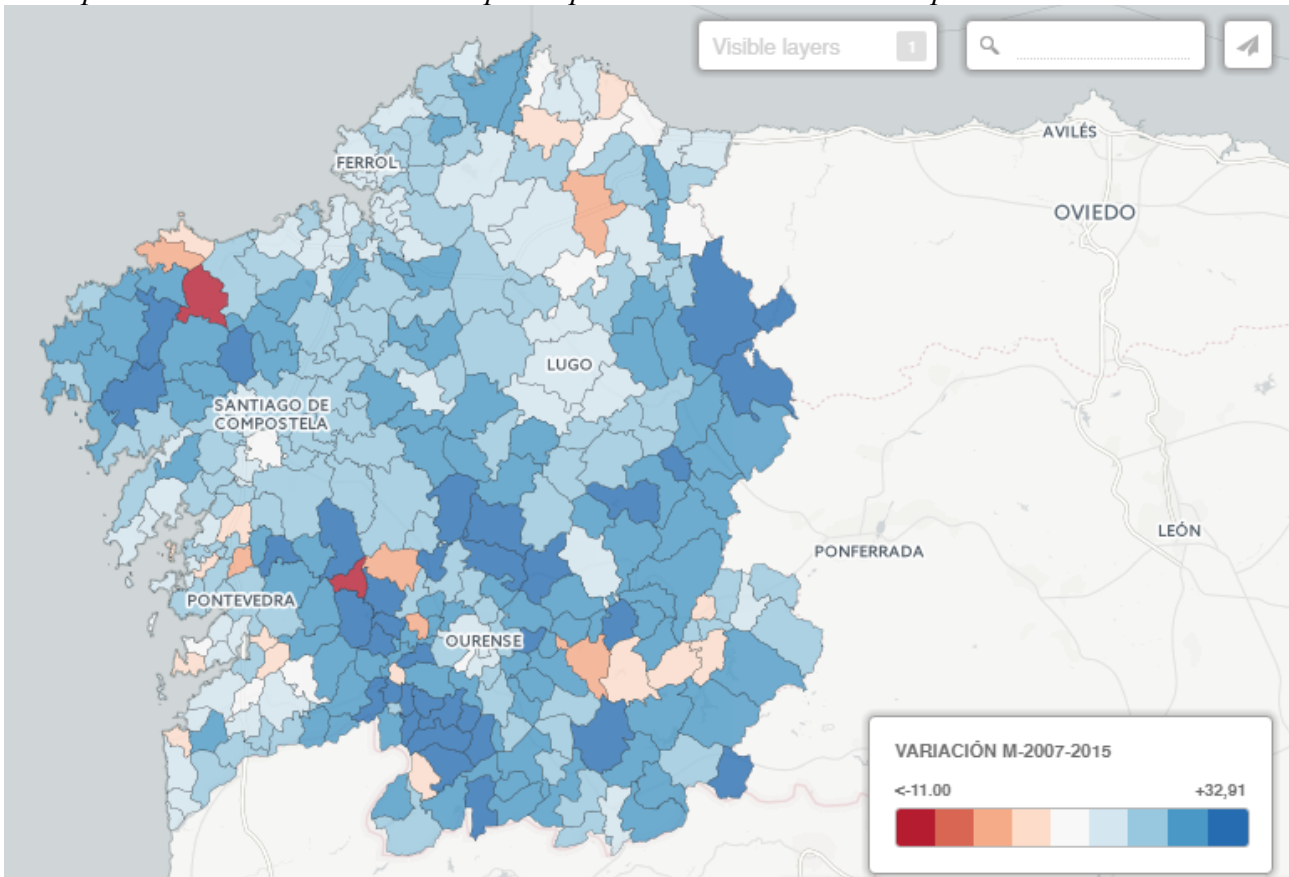 Visible layers 1
AVILÉS
FERROL
OVIEDO
LUGO
SANTIAGO DE
COMPOSTELA
LEÓN
PONFERRADA
PONTEVEDRA
OURENSE
VARIACIÓN M-2007-2015
<-11.00 +32,91